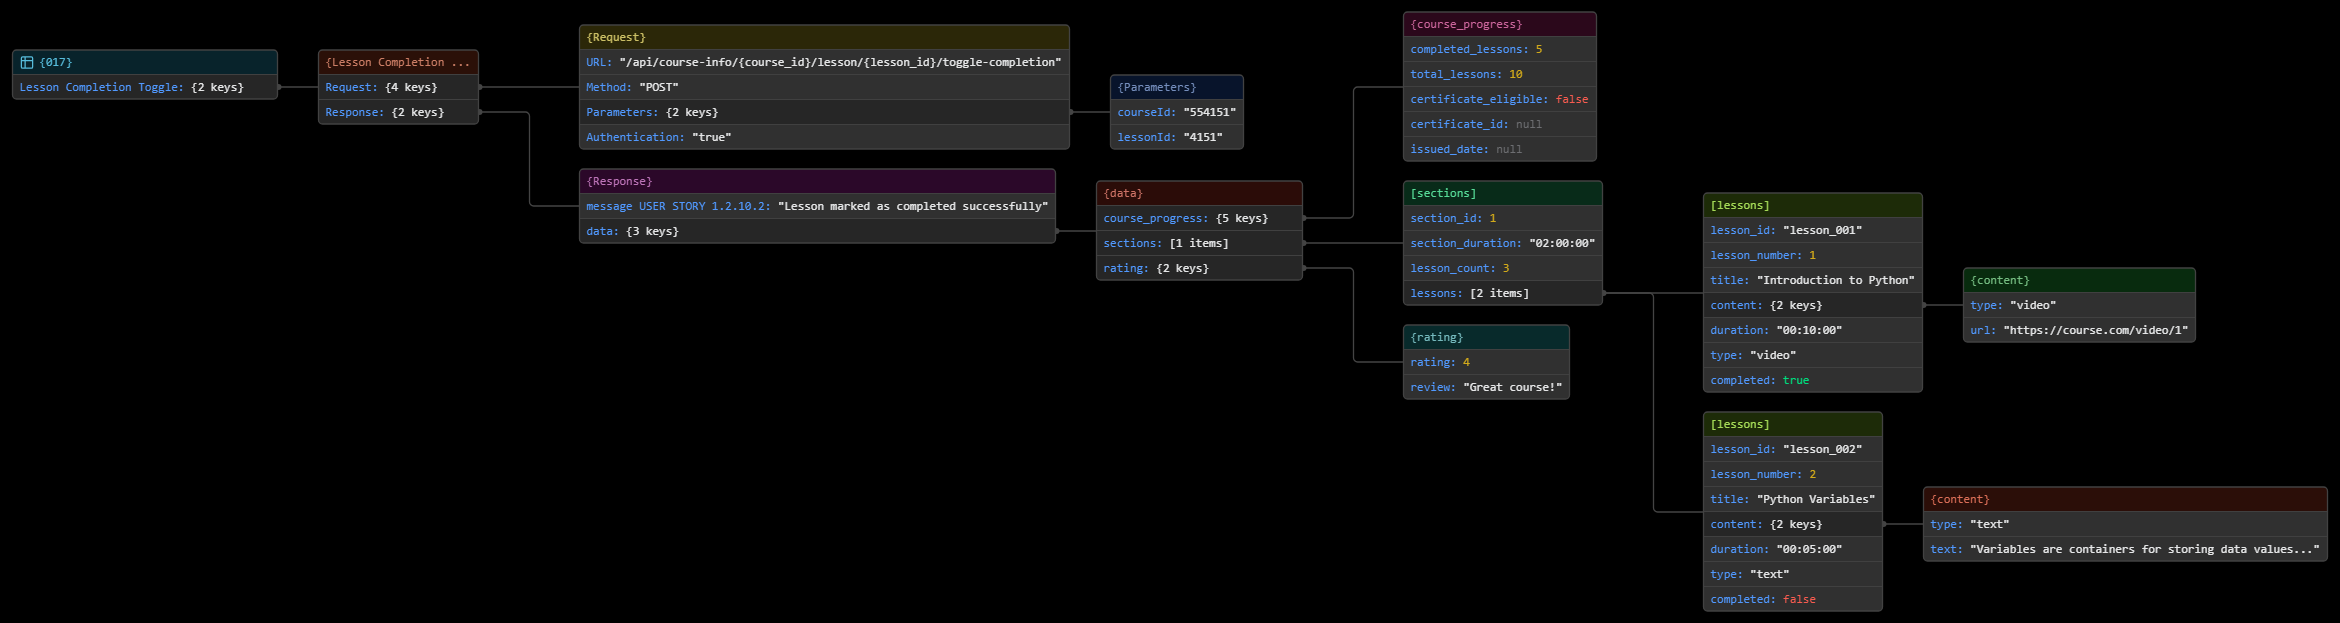 {017}
Lesson Completion Toggle: {2 keys}
{Lesson Completion ...
Request: {4 keys}
Response: {2 keys}
{Request}
URL: "/api/course-info/{course_id}/lesson/{lesson_id}/toggle-completion"
Method: "POST"
Parameters: {2 keys}
Authentication: "true"
{Parameters}
courseId: "554151"
lessonId: "4151"
{Response}
message USER STORY 1.2.10.2: "Lesson marked as completed successfully"
data: {3 keys}
{data}
course_progress: {5 keys}
sections: [1 items]
rating: {2 keys}
{course_progress}
completed_lessons: 5
total_lessons: 10
certificate_eligible: false
certificate_id: null
issued_date: null
[sections]
section_id: 1
section_duration: "02:00:00"
lesson_count: 3
lessons: [2 items]
{rating}
rating: 4
review: "Great course!"
[lessons]
lesson_id: "lesson_001"
lesson_number: 1
title: "Introduction to Python"
content: {2 keys}
duration: "00:10:00"
type: "video"
completed: true
{content}
type: "video"
url: "https://course.com/video/1"
[lessons]
lesson_id: "lesson_002"
lesson_number: 2
title: "Python Variables"
content: {2 keys}
duration: "00:05:00"
type: "text"
completed: false
{content}
type: "text"
text: "Variables are containers for storing data values..."